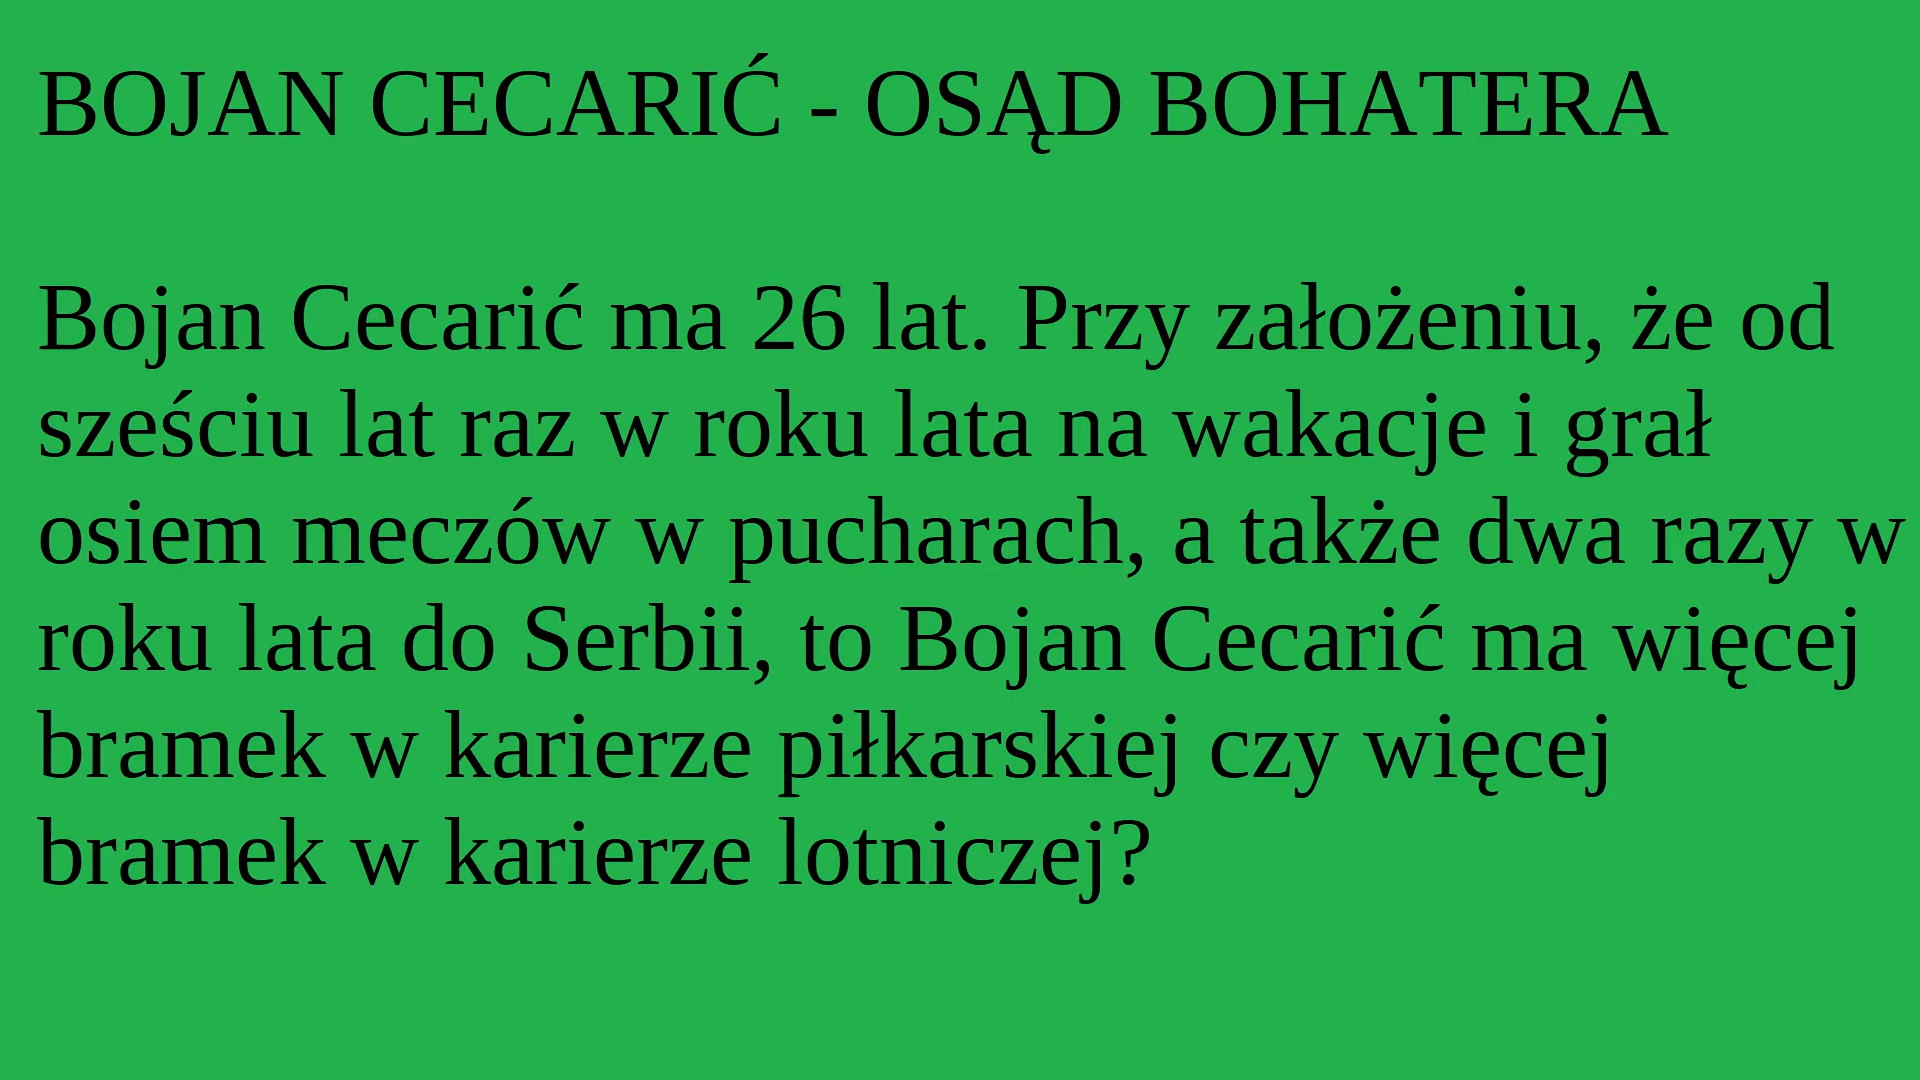 BOJAN CECARIĆ - OSĄD BOHATERA
Bojan Cecarić ma 26 lat. Przy założeniu, że od
sześciu lat raz w roku lata na wakacje i grał
osiem meczów w pucharach, a także dwa razy w
roku lata do Serbii, to Bojan Cecarić ma więcej
bramek w karierze piłkarskiej czy więcej
bramek w karierze lotniczej?